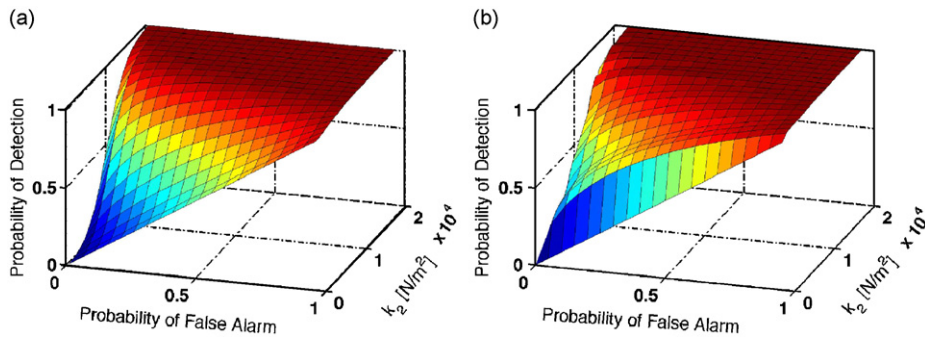 (a)
Probability of Detection
1
0.5
0
0
0.5
1
Probability of False Alarm
0
1
2
k2 [N/m2]
x 10^4
(b)
Probability of Detection
1
0.5
0
0
0.5
1
Probability of False Alarm
0
1
2
k2 [N/m2]
x 10^4